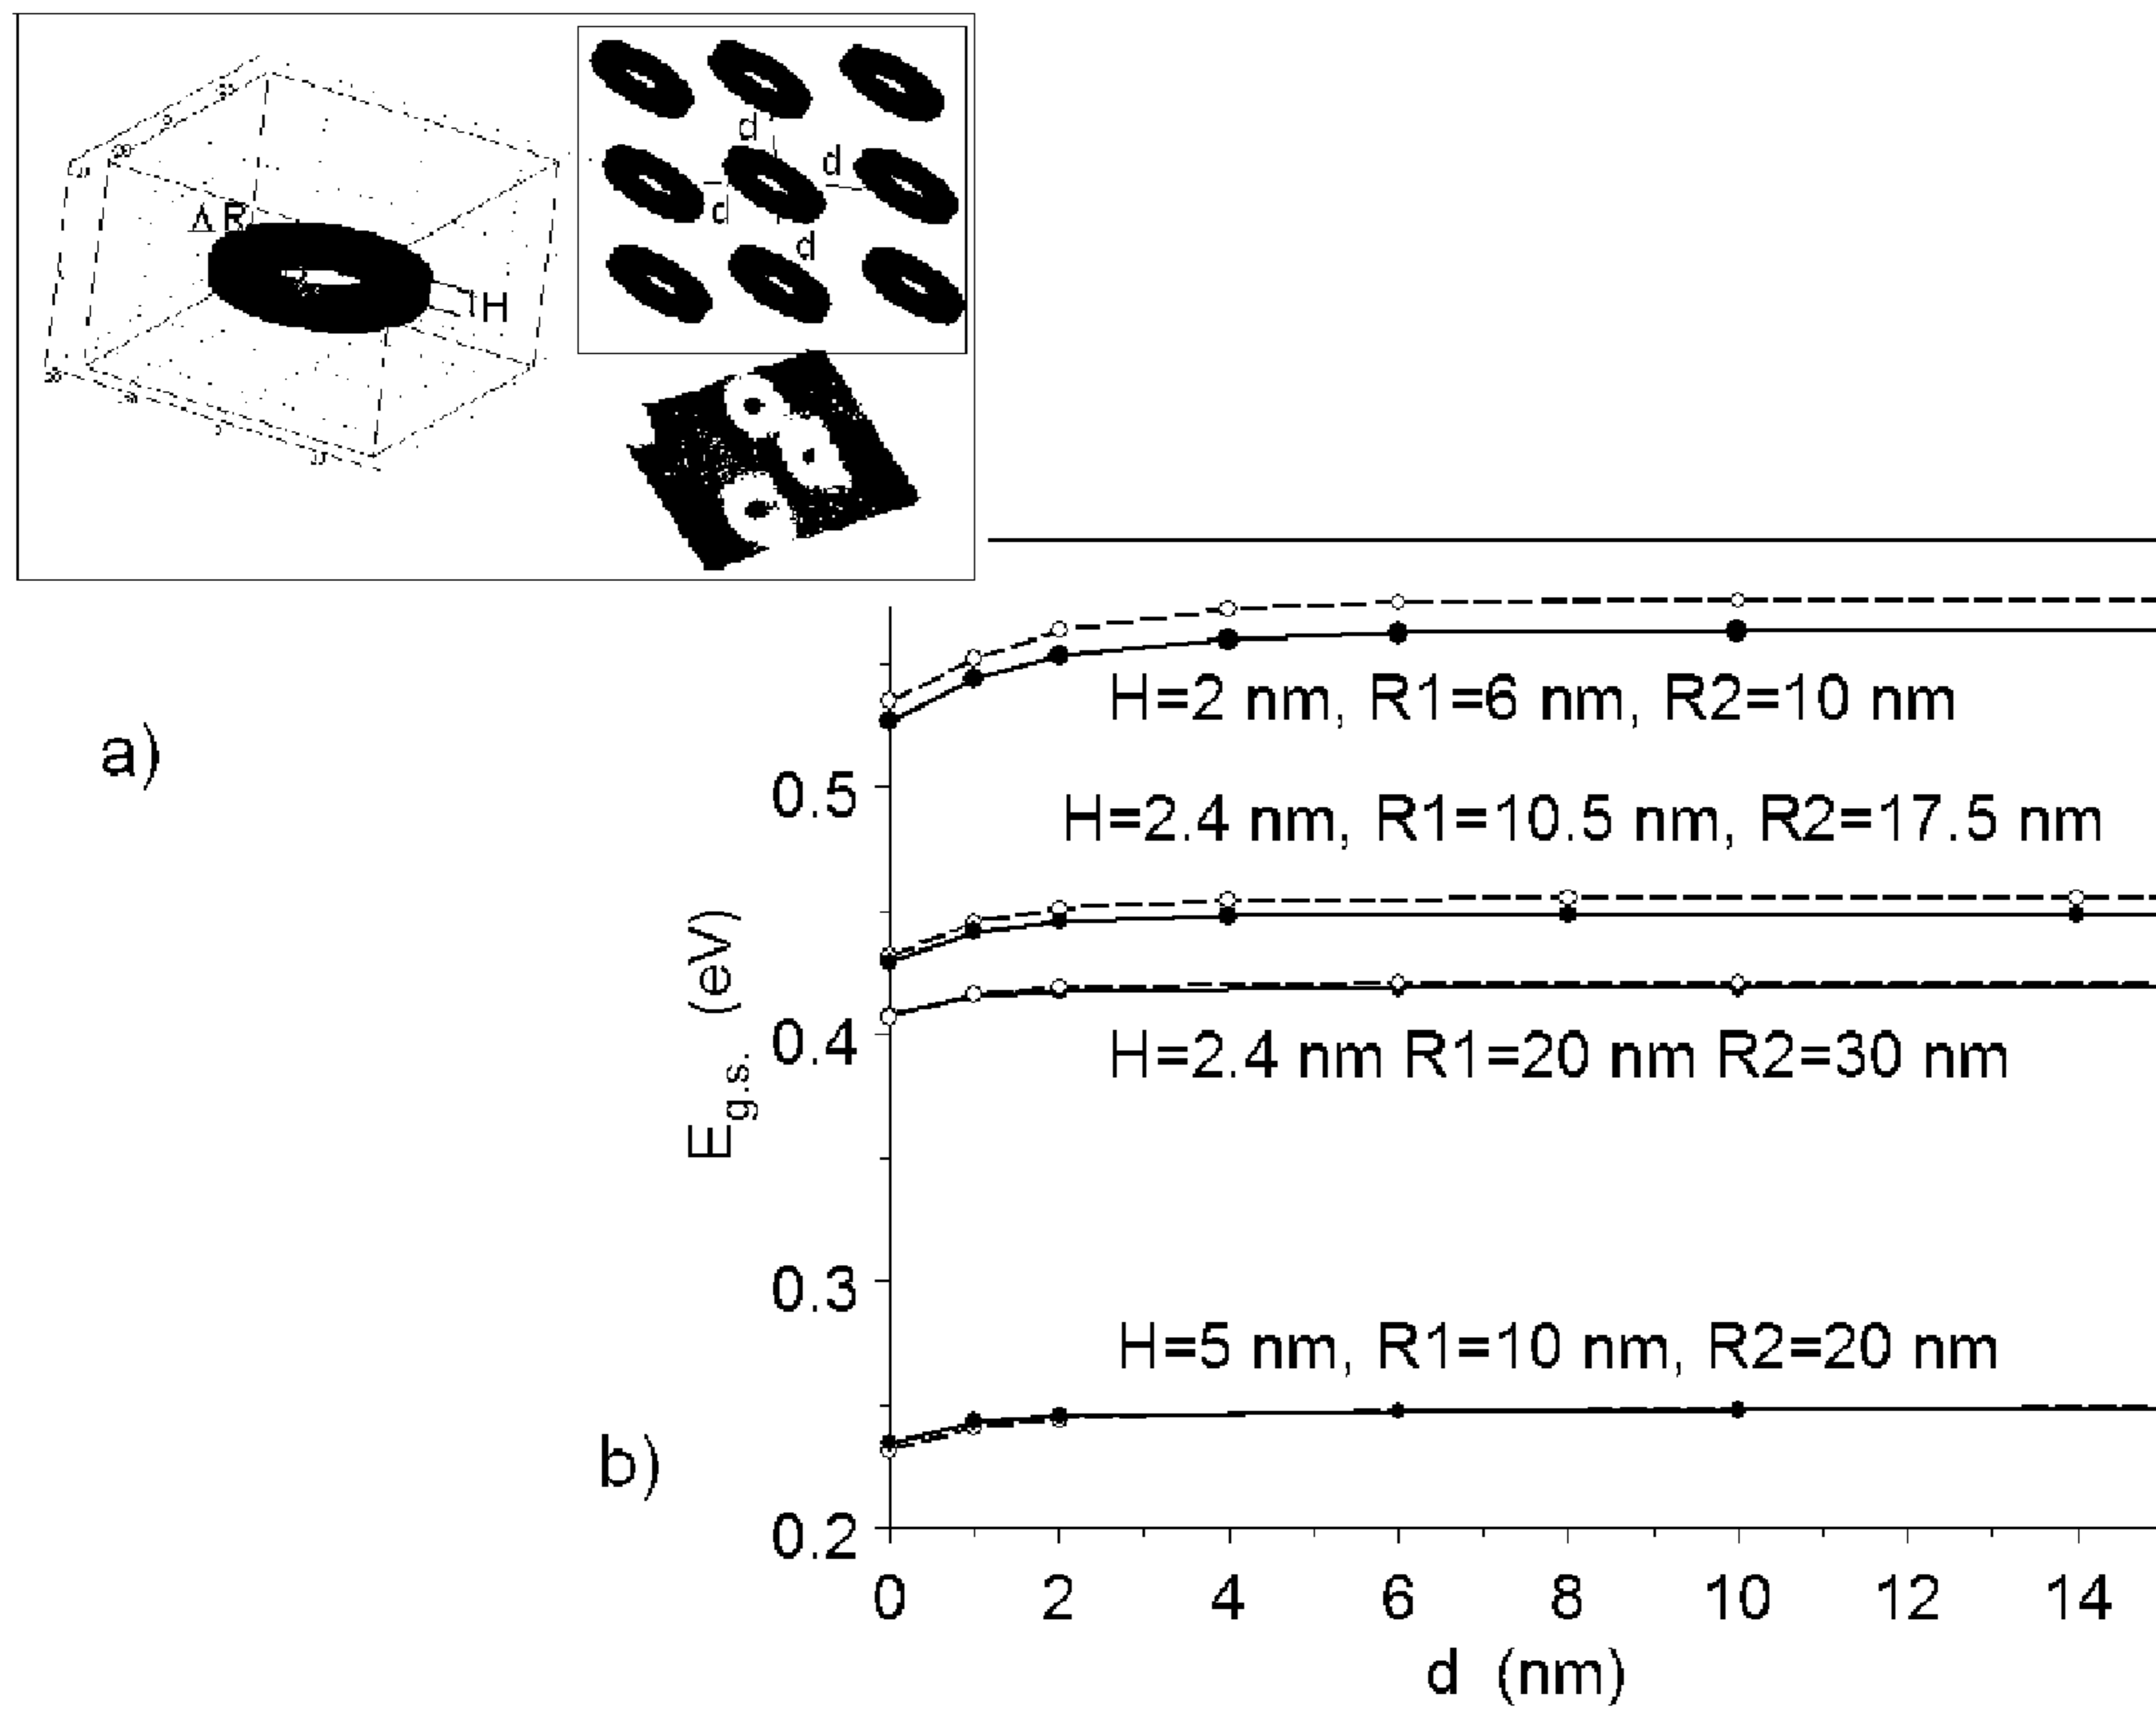 ΔR
H
d
d
d
d
a)
H=2 nm, R1=6 nm, R2=10 nm
0.5
H=2.4 nm, R1=10.5 nm, R2=17.5 nm
E g.s. (eV)
0.4
H=2.4 nm R1=20 nm R2=30 nm
0.3
H=5 nm, R1=10 nm, R2=20 nm
b)
0.2
0 2 4 6 8 10 12 14
d (nm)